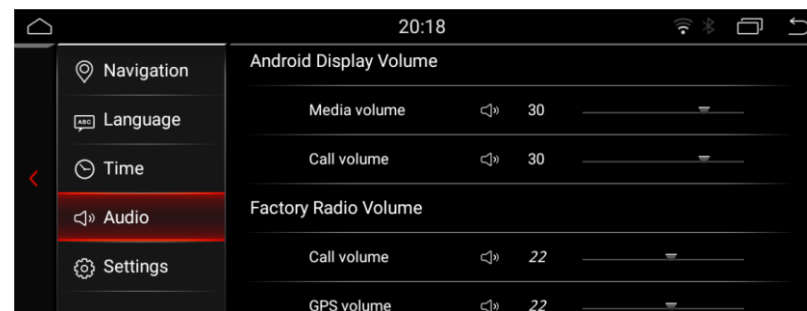 20:18
Navigation
ABC Language
Time
Audio
Settings
Android Display Volume
Media volume 30
Call volume 30
Factory Radio Volume
Call volume 22
GPS volume 22